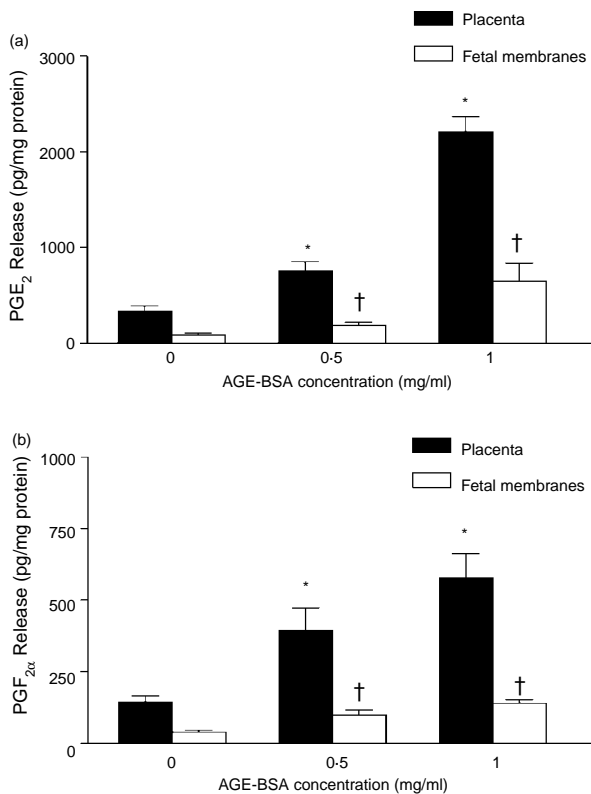 (a)
Placenta
Fetal membranes
3000
2000
1000
0
PGE2 Release (pg/mg protein)
*
†
*
†
0 0·5 1
AGE-BSA concentration (mg/ml)
(b)
Placenta
Fetal membranes
1000
750
500
250
0
PGF2α Release (pg/mg protein)
*
†
*
†
0 0·5 1
AGE-BSA concentration (mg/ml)